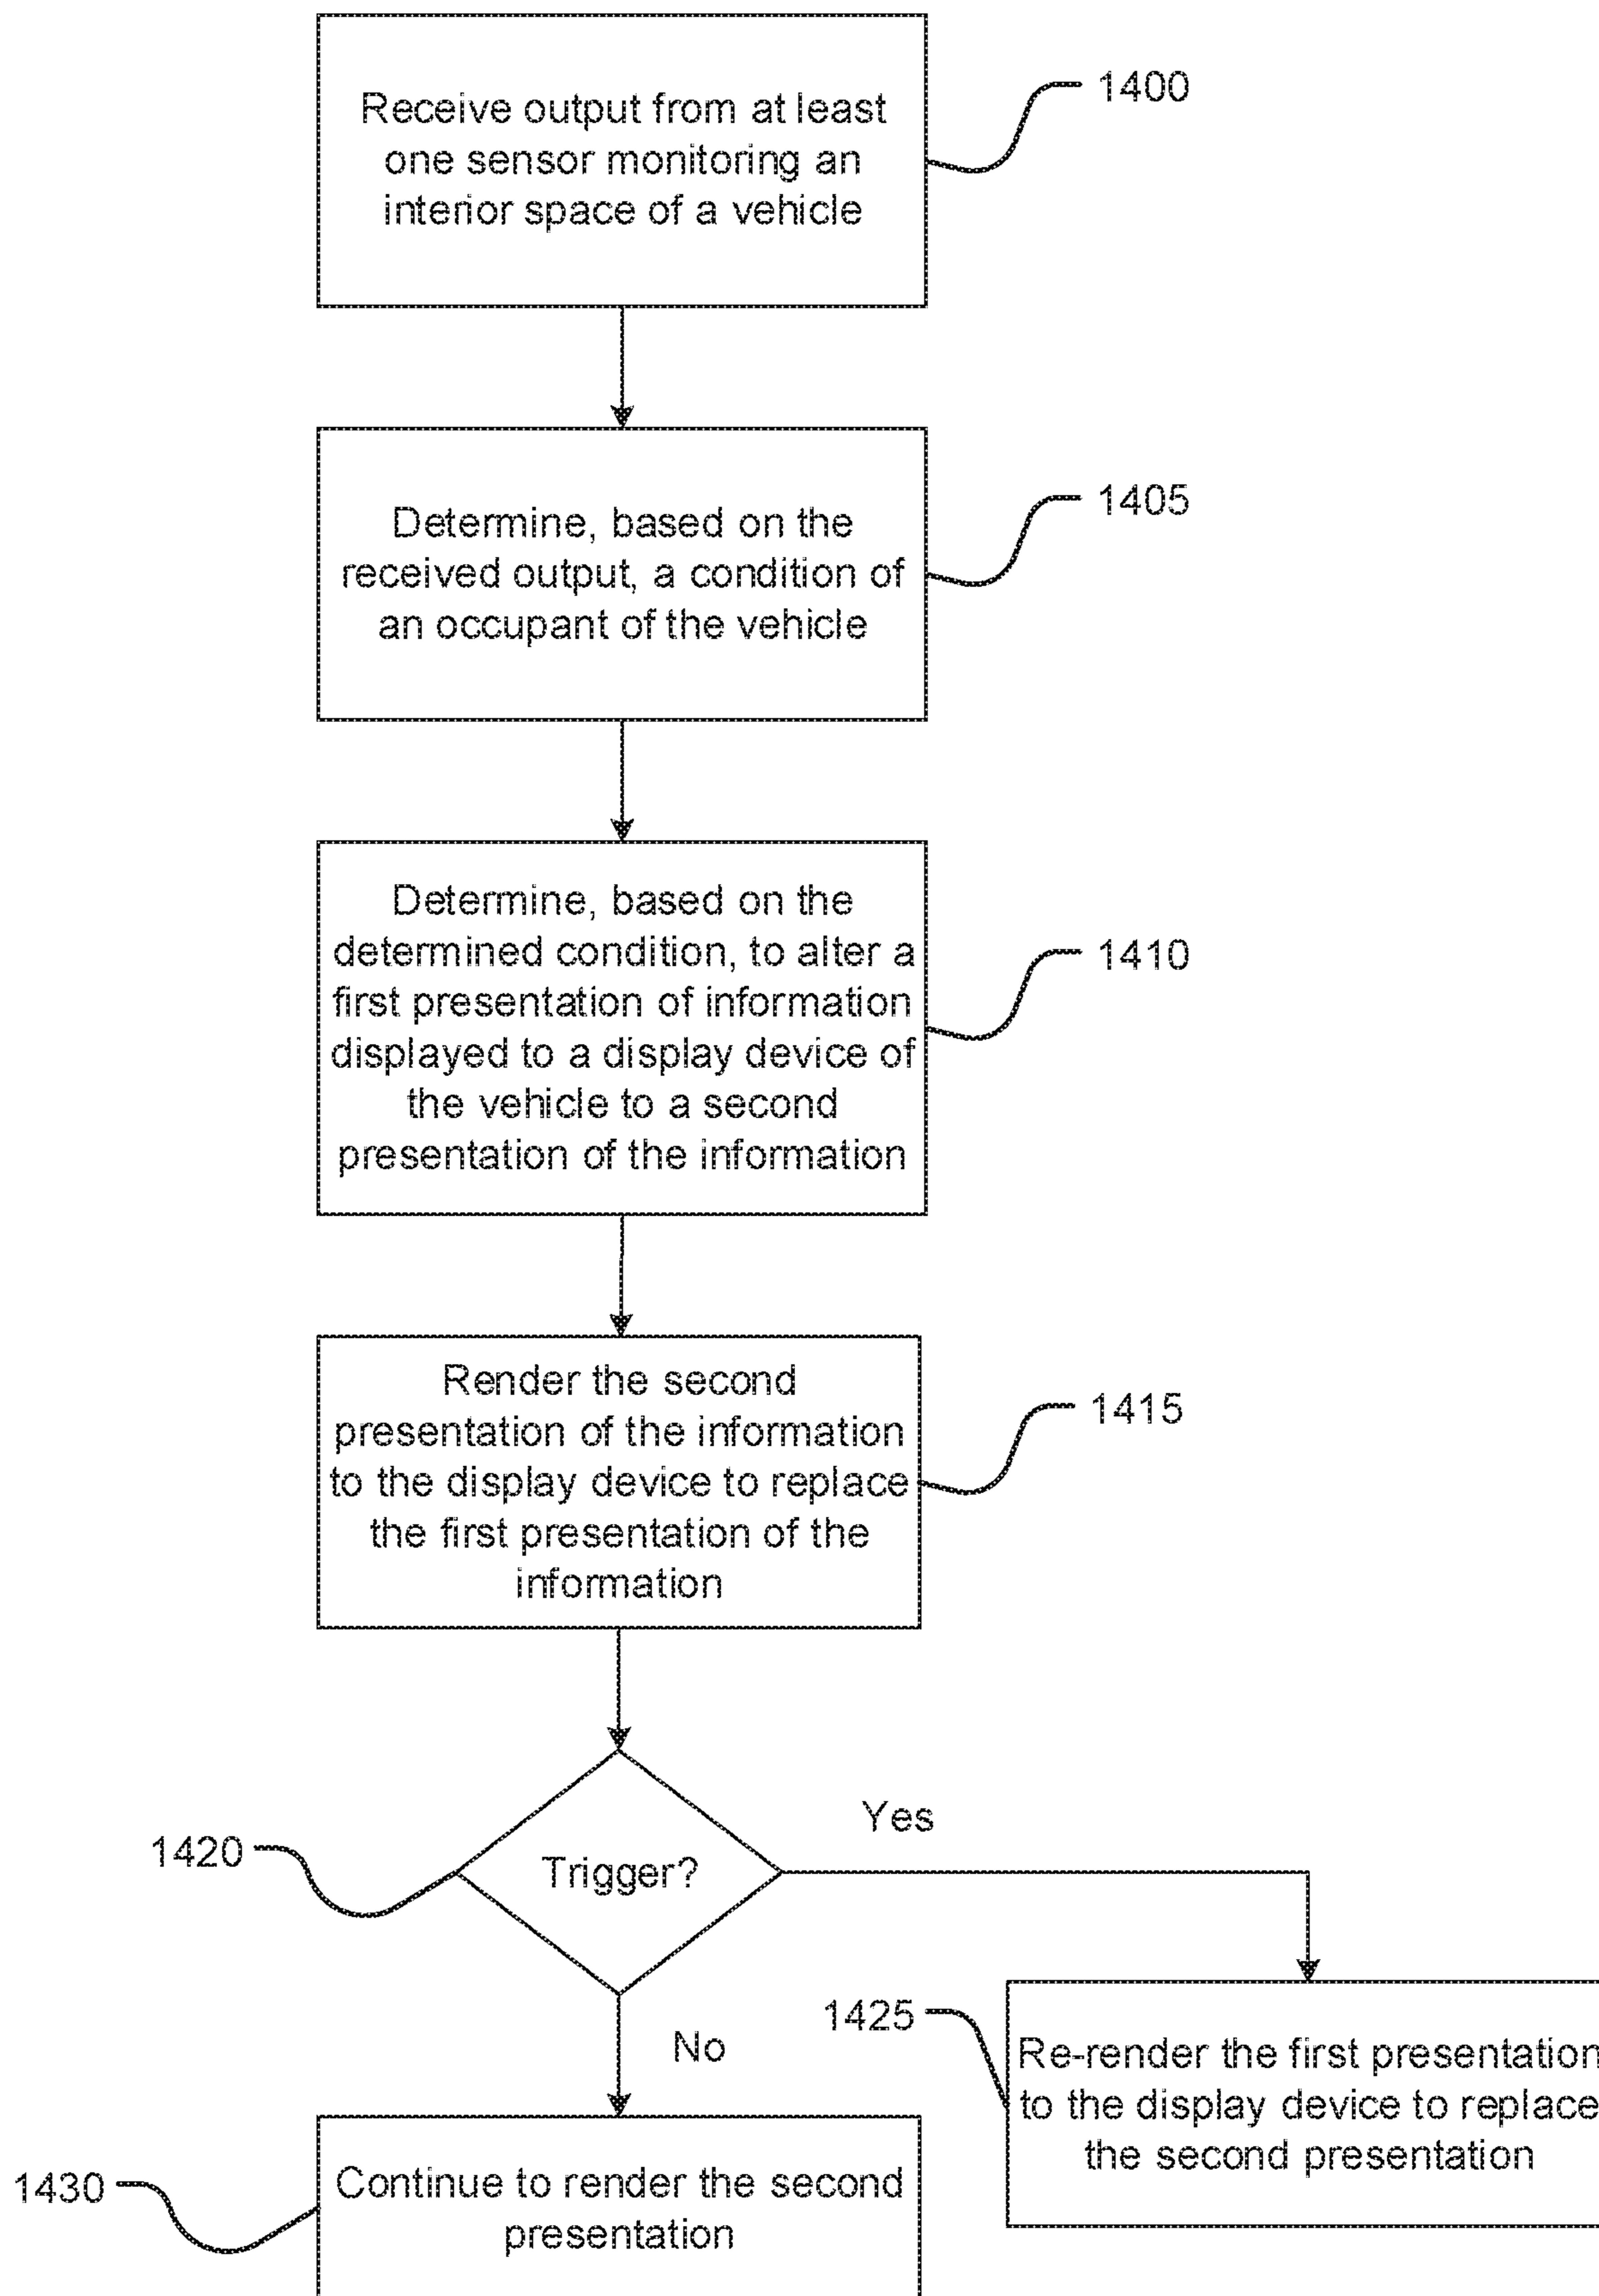 Receive output from at least
one sensor monitoring an
interior space of a vehicle
1400
Determine, based on the
received output, a condition of
an occupant of the vehicle
1405
Determine, based on the
determined condition, to alter a
first presentation of information
displayed to a display device of
the vehicle to a second
presentation of the information
1410
Render the second
presentation of the information
to the display device to replace
the first presentation of the
information
1415
Trigger?
1420
Yes
No
1425
Re-render the first presentation
to the display device to replace
the second presentation
1430
Continue to render the second
presentation